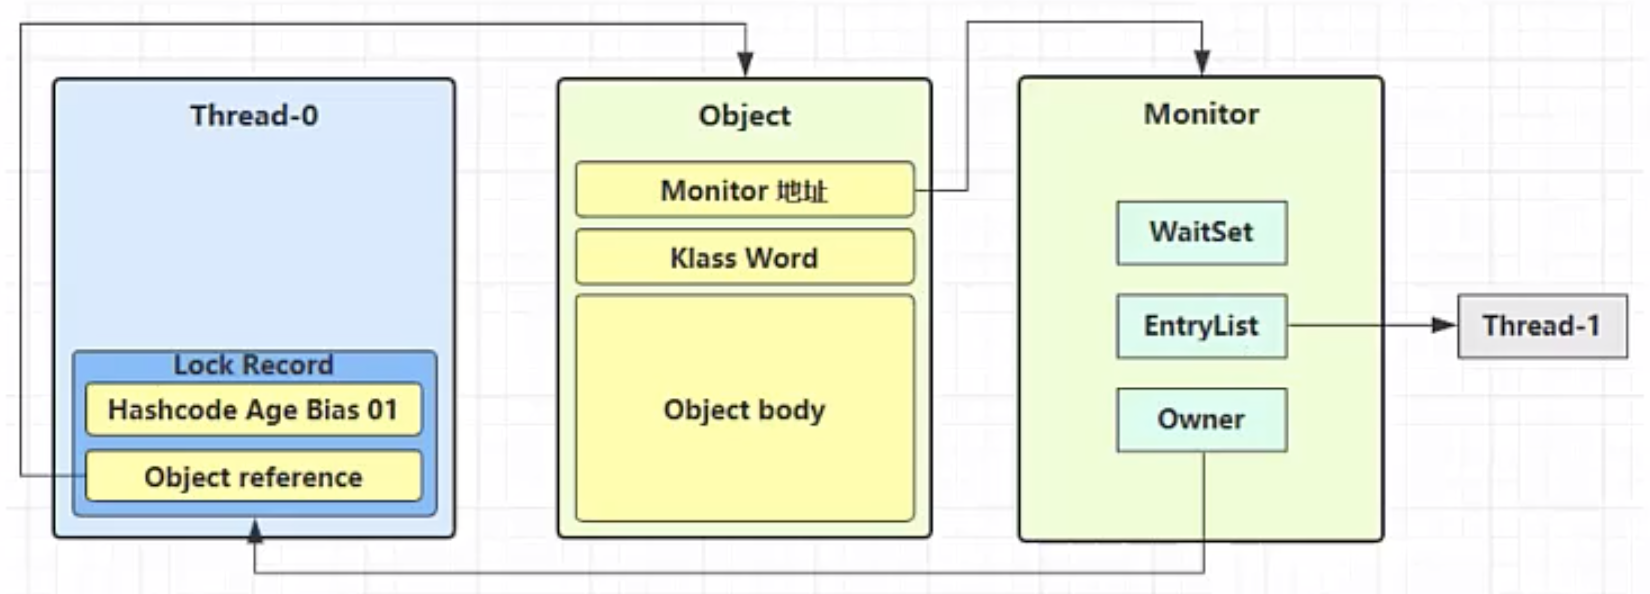 Thread-0
Lock Record
Hashcode Age Bias 01
Object reference
Object
Monitor 地址
Klass Word
Object body
Monitor
WaitSet
EntryList
Owner
Thread-1